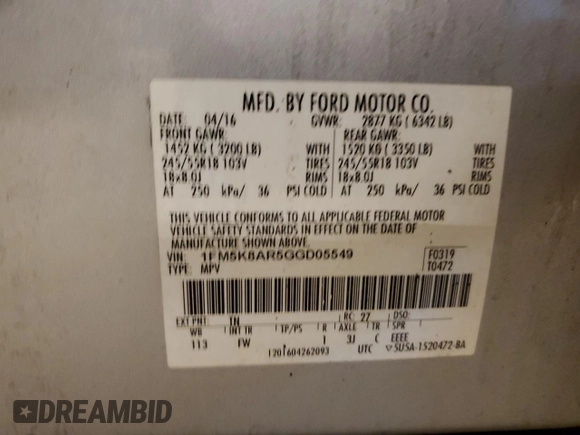 MFD. BY FORD MOTOR CO.
DATE: 04/16 GVWR: 2877 KG ( 6342 LB)
FRONT GAWR: REAR GAWR:
1452 KG ( 3200 LB) WITH 1520 KG ( 3350 LB) WITH
245/55R18 103V TIRES 245/55R18 103V TIRES
18x8.0J RIMS 18x8.0J RIMS
AT 250 kPa/ 36 PSI COLD AT 250 kPa/ 36 PSI COLD
THIS VEHICLE CONFORMS TO ALL APPLICABLE FEDERAL MOTOR
VEHICLE SAFETY STANDARDS IN EFFECT ON THE DATE OF
MANUFACTURE SHOWN ABOVE.
VIN: 1FM5K8AR5GGD05549 F0319
TYPE: MPV T0472
EXT PNT: TN RC: 27 DSO:
WB INT TR TP/PS R AXLE TR SPR
113 FW I 3J C EEEE
1201604262093 UTC ▽5USA-1520472-BA
DREAMBID